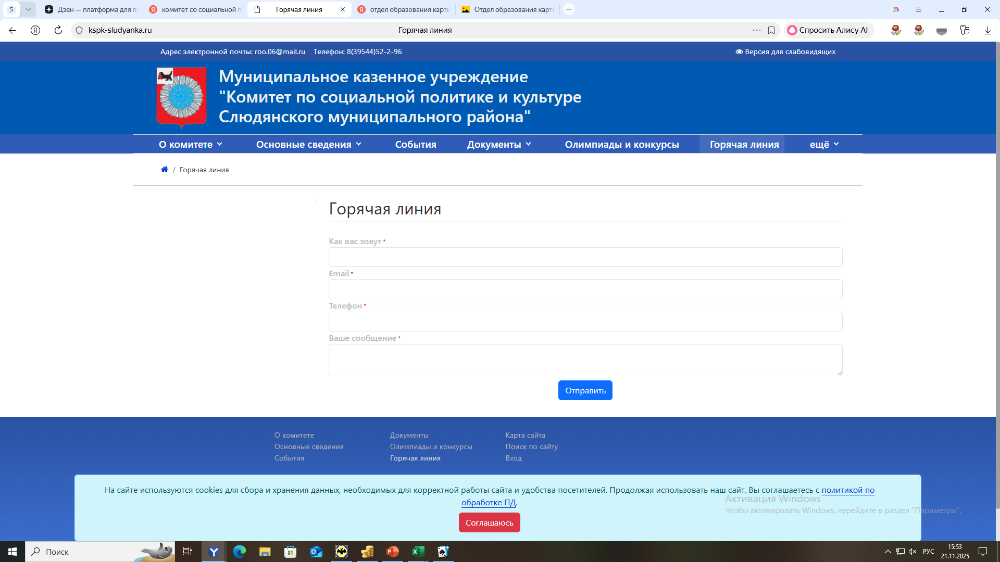 5
Дзен — платформа для п
комитет со социальной п
Горячая линия
отдел образования карти
Отдел образования карт
kspk-sludyanka.ru
Горячая линия
Спросить Алису AI
Адрес электронной почты: roo.06@mail.ru Телефон: 8(39544)52-2-96
Версия для слабовидящих
Муниципальное казенное учреждение
"Комитет по социальной политике и культуре
Слюдянского муниципального района"
О комитете
Основные сведения
События
Документы
Олимпиады и конкурсы
Горячая линия
ещё
/ Горячая линия
Горячая линия
Как вас зовут *
Email *
Телефон *
Ваше сообщение *
Отправить
О комитете
Основные сведения
События
Документы
Олимпиады и конкурсы
Горячая линия
Карта сайта
Поиск по сайту
Вход
На сайте используются cookies для сбора и хранения данных, необходимых для корректной работы сайта и удобства посетителей. Продолжая использовать наш сайт, Вы соглашаетесь с политикой по
обработке ПД.
Соглашаюсь
Активация Windows
Чтобы активировать Windows, перейдите в раздел "Параметры".
Поиск
РУС
15:53
21.11.2025